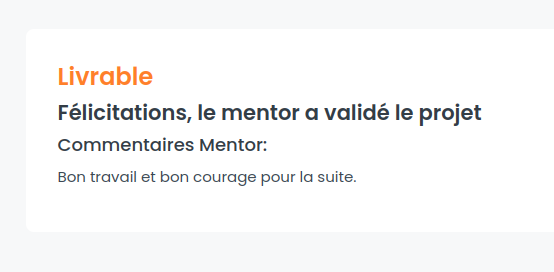 Livrable
Félicitations, le mentor a validé le projet
Commentaires Mentor:
Bon travail et bon courage pour la suite.